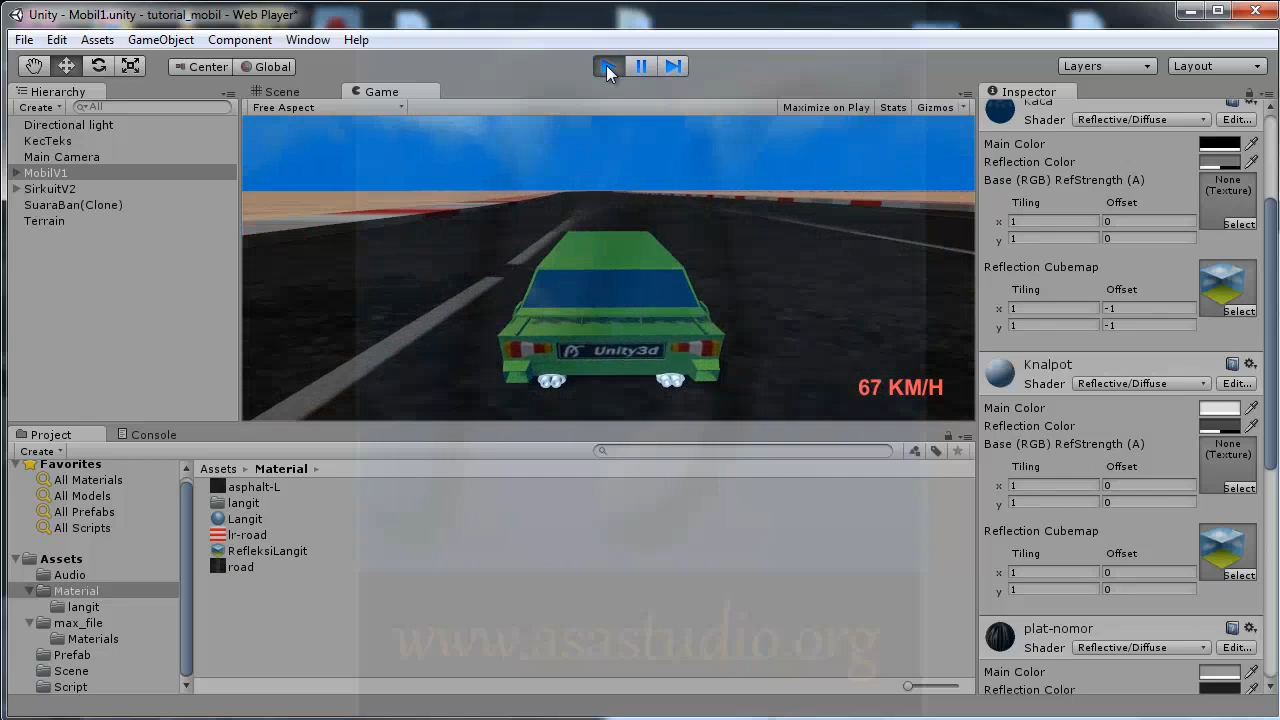 Unity - Mobil1.unity - tutorial_mobil - Web Player*
File Edit Assets GameObject Component Window Help
Center Global Layers Layout
Hierarchy
Create All
Directional light
KecTeks
Main Camera
MobilV1
SirkuitV2
SuaraBan(Clone)
Terrain
Scene Game
Free Aspect Maximize on Play Stats Gizmos
Unity3d
67 KM/H
Inspector
kaca
Shader Reflective/Diffuse Edit...
Main Color
Reflection Color
Base (RGB) RefStrength (A)
None
(Texture)
Tiling Offset
x 1 0
y 1 0
Select
Reflection Cubemap
Tiling Offset
x 1 -1
y 1 -1
Select
Knalpot
Shader Reflective/Diffuse Edit...
Main Color
Reflection Color
Base (RGB) RefStrength (A)
None
(Texture)
Tiling Offset
x 1 0
y 1 0
Select
Reflection Cubemap
Tiling Offset
x 1 0
y 1 0
Select
plat-nomor
Shader Reflective/Diffuse Edit...
Main Color
Reflection Color
Project Console
Create
Favorites
All Materials
All Models
All Prefabs
All Scripts
Assets
Audio
Material
langit
max_file
Materials
Prefab
Scene
Script
Assets Material
asphalt-L
langit
Langit
lr-road
RefleksiLangit
road
www.asastudio.org